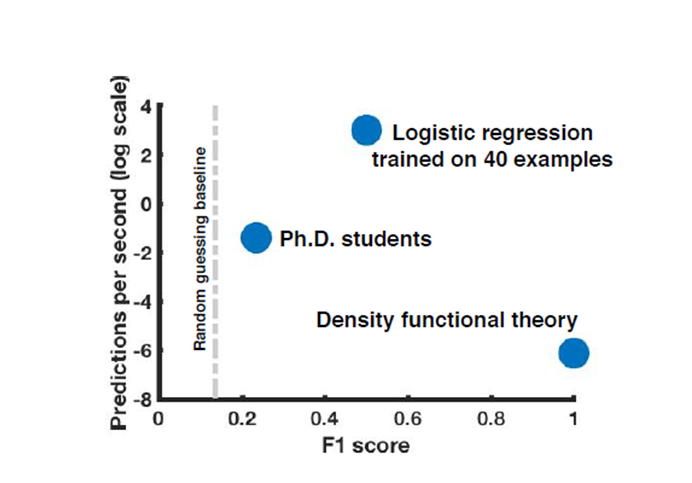 Predictions per second (log scale)
4
2
0
-2
-4
-6
-8
Random guessing baseline
Logistic regression
trained on 40 examples
Ph.D. students
Density functional theory
0 0.2 0.4 0.6 0.8 1
F1 score